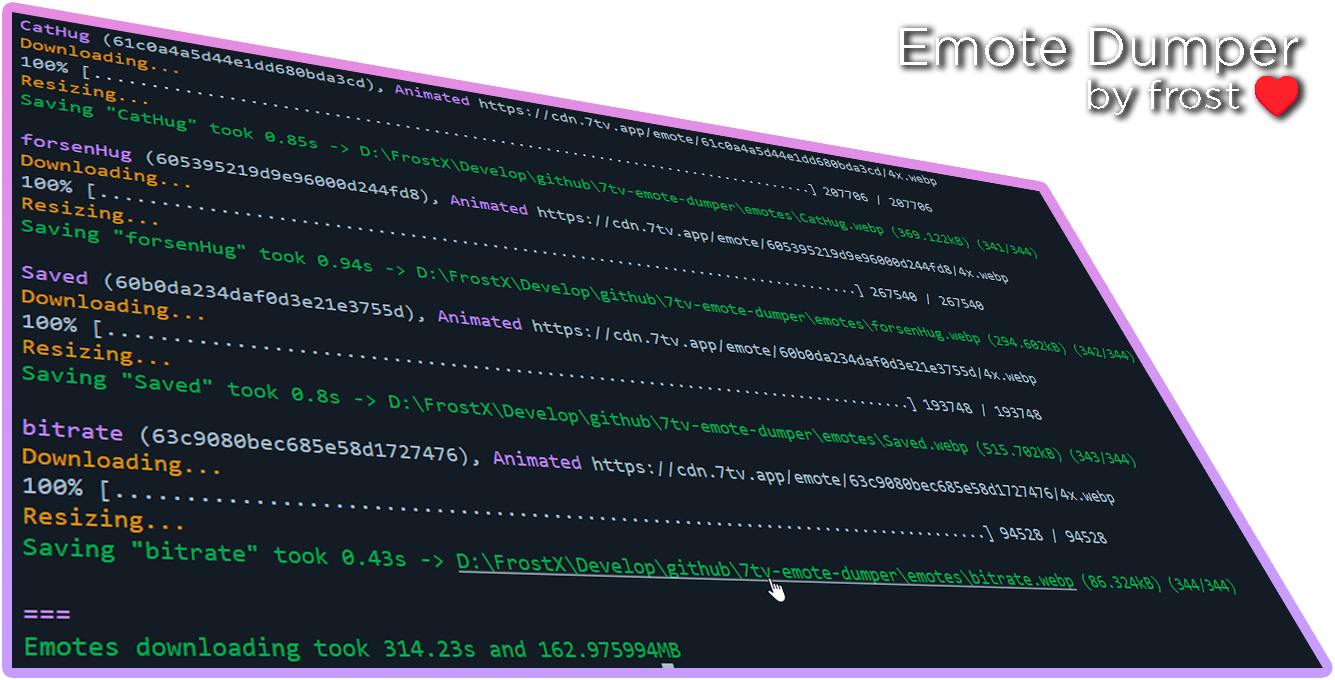 Emote Dumper
by frost ❤
CatHug (61c0a4a5d44e1dd680bda3cd), Animated https://cdn.7tv.app/emote/61c0a4a5d44e1dd680bda3cd/4x.webp
Downloading...
100% [................................................................................] 207706 | 207706
Resizing...
Saving "CatHug" took 0.85s -> D:\FrostX\Develop\github\7tv-emote-dumper\emotes\CatHug.webp (369.122kB) (341/344)
forsenHug (605395219d9e96000d244fd8), Animated https://cdn.7tv.app/emote/605395219d9e96000d244fd8/4x.webp
Downloading...
100% [................................................................................] 267540 | 267540
Resizing...
Saving "forsenHug" took 0.94s -> D:\FrostX\Develop\github\7tv-emote-dumper\emotes\forsenHug.webp (294.602kB) (342/344)
Saved (60b0da234daf0d3e21e3755d), Animated https://cdn.7tv.app/emote/60b0da234daf0d3e21e3755d/4x.webp
Downloading...
100% [................................................................................] 193748 | 193748
Resizing...
Saving "Saved" took 0.8s -> D:\FrostX\Develop\github\7tv-emote-dumper\emotes\Saved.webp (515.702kB) (343/344)
bitrate (63c9080bec685e58d1727476), Animated https://cdn.7tv.app/emote/63c9080bec685e58d1727476/4x.webp
Downloading...
100% [................................................................................] 94528 | 94528
Resizing...
Saving "bitrate" took 0.43s -> D:\FrostX\Develop\github\7tv-emote-dumper\emotes\bitrate.webp (86.324kB) (344/344)
===
Emotes downloading took 314.23s and 162.975994MB